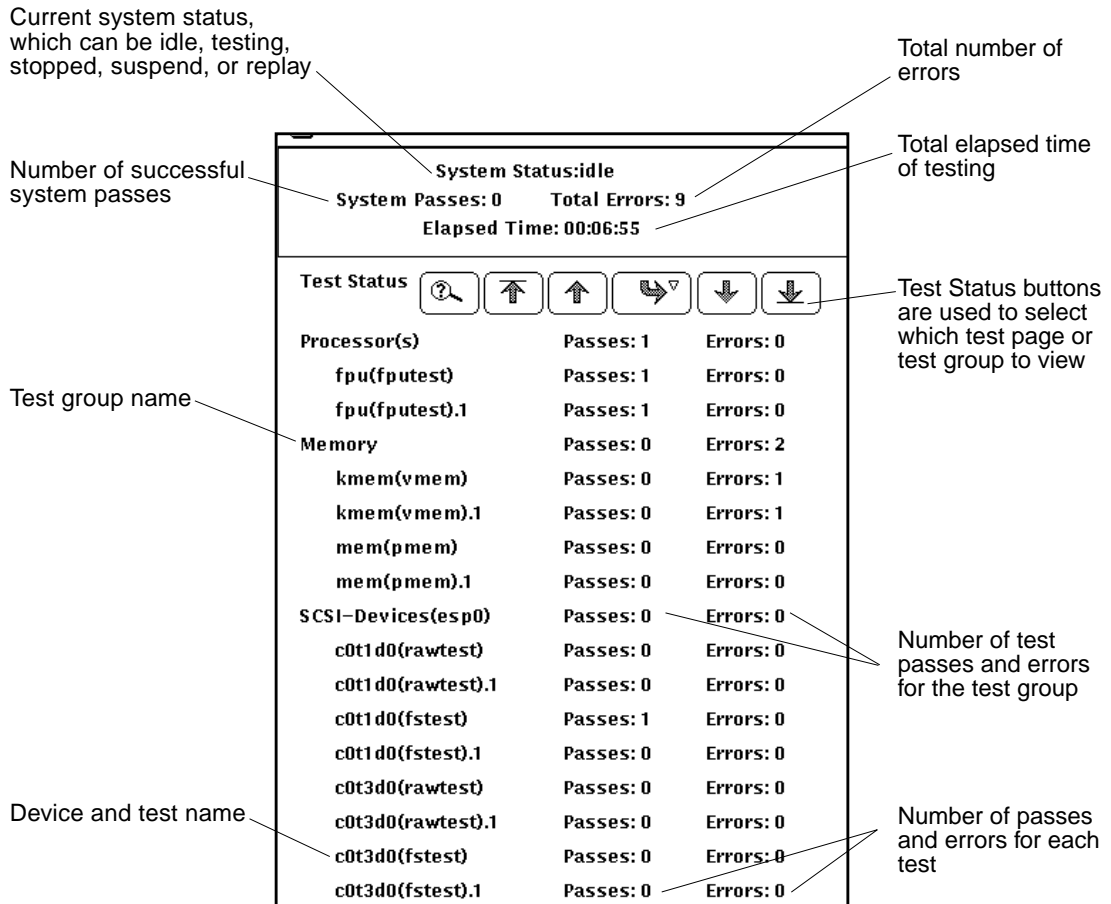 Current system status,
which can be idle, testing,
stopped, suspend, or replay
Total number of
errors
Number of successful
system passes
Total elapsed time
of testing
System Status:idle
System Passes: 0 Total Errors: 9
Elapsed Time: 00:06:55
Test Status
Test Status buttons
are used to select
which test page or
test group to view
Test group name
Processor(s) Passes: 1 Errors: 0
fpu(fputest) Passes: 1 Errors: 0
fpu(fputest).1 Passes: 1 Errors: 0
Memory Passes: 0 Errors: 2
kmem(vmem) Passes: 0 Errors: 1
kmem(vmem).1 Passes: 0 Errors: 1
mem(pmem) Passes: 0 Errors: 0
mem(pmem).1 Passes: 0 Errors: 0
SCSI-Devices(esp0) Passes: 0 Errors: 0
c0t1d0(rawtest) Passes: 0 Errors: 0
c0t1d0(rawtest).1 Passes: 0 Errors: 0
c0t1d0(fstest) Passes: 1 Errors: 0
c0t1d0(fstest).1 Passes: 0 Errors: 0
c0t3d0(rawtest) Passes: 0 Errors: 0
c0t3d0(rawtest).1 Passes: 0 Errors: 0
c0t3d0(fstest) Passes: 0 Errors: 0
c0t3d0(fstest).1 Passes: 0 Errors: 0
Number of test
passes and errors
for the test group
Device and test name
Number of passes
and errors for each
test